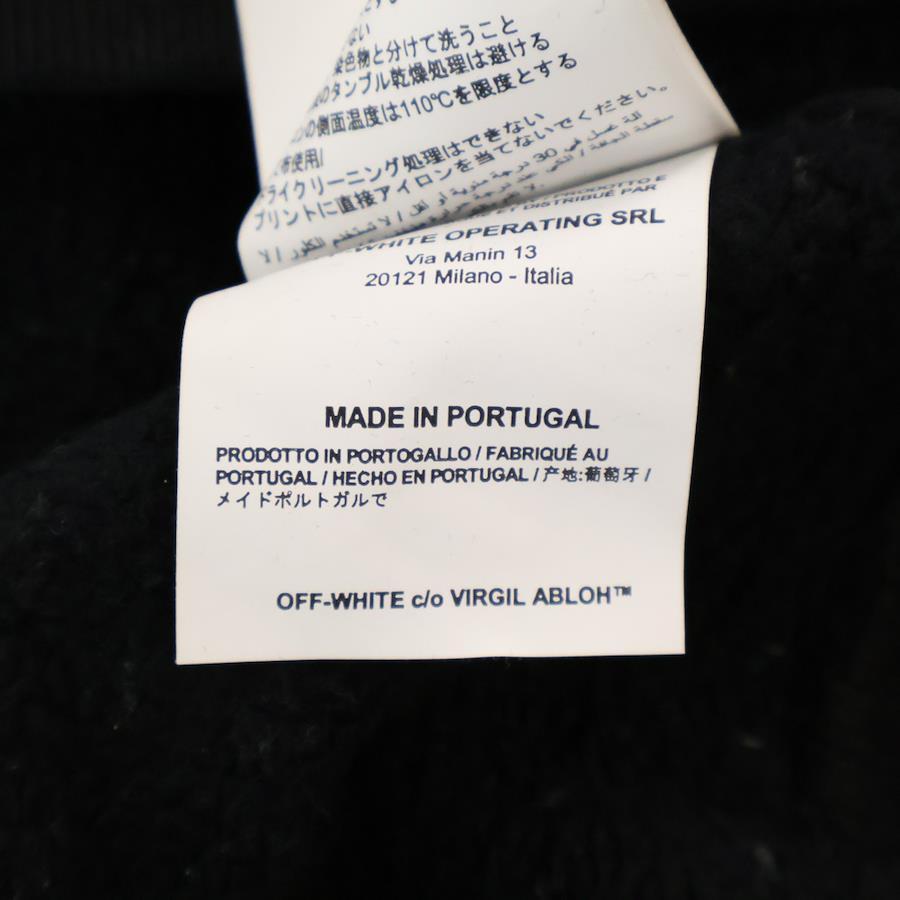 ない
染色物と分けて洗うこと
のタンブル乾燥処理は避ける
の側面温度は110℃を限度とする
布使用/
ライクリーニング処理はできない
プリントに直接アイロンを当てないでください。
PRODOTTO E
ET DISTRIBUÉ PAR
-WHITE OPERATING SRL
Via Manin 13
20121 Milano - Italia
MADE IN PORTUGAL
PRODOTTO IN PORTOGALLO / FABRIQUÉ AU
PORTUGAL / HECHO EN PORTUGAL / 产地:葡萄牙 /
メイドポルトガルで
OFF-WHITE c/o VIRGIL ABLOH™